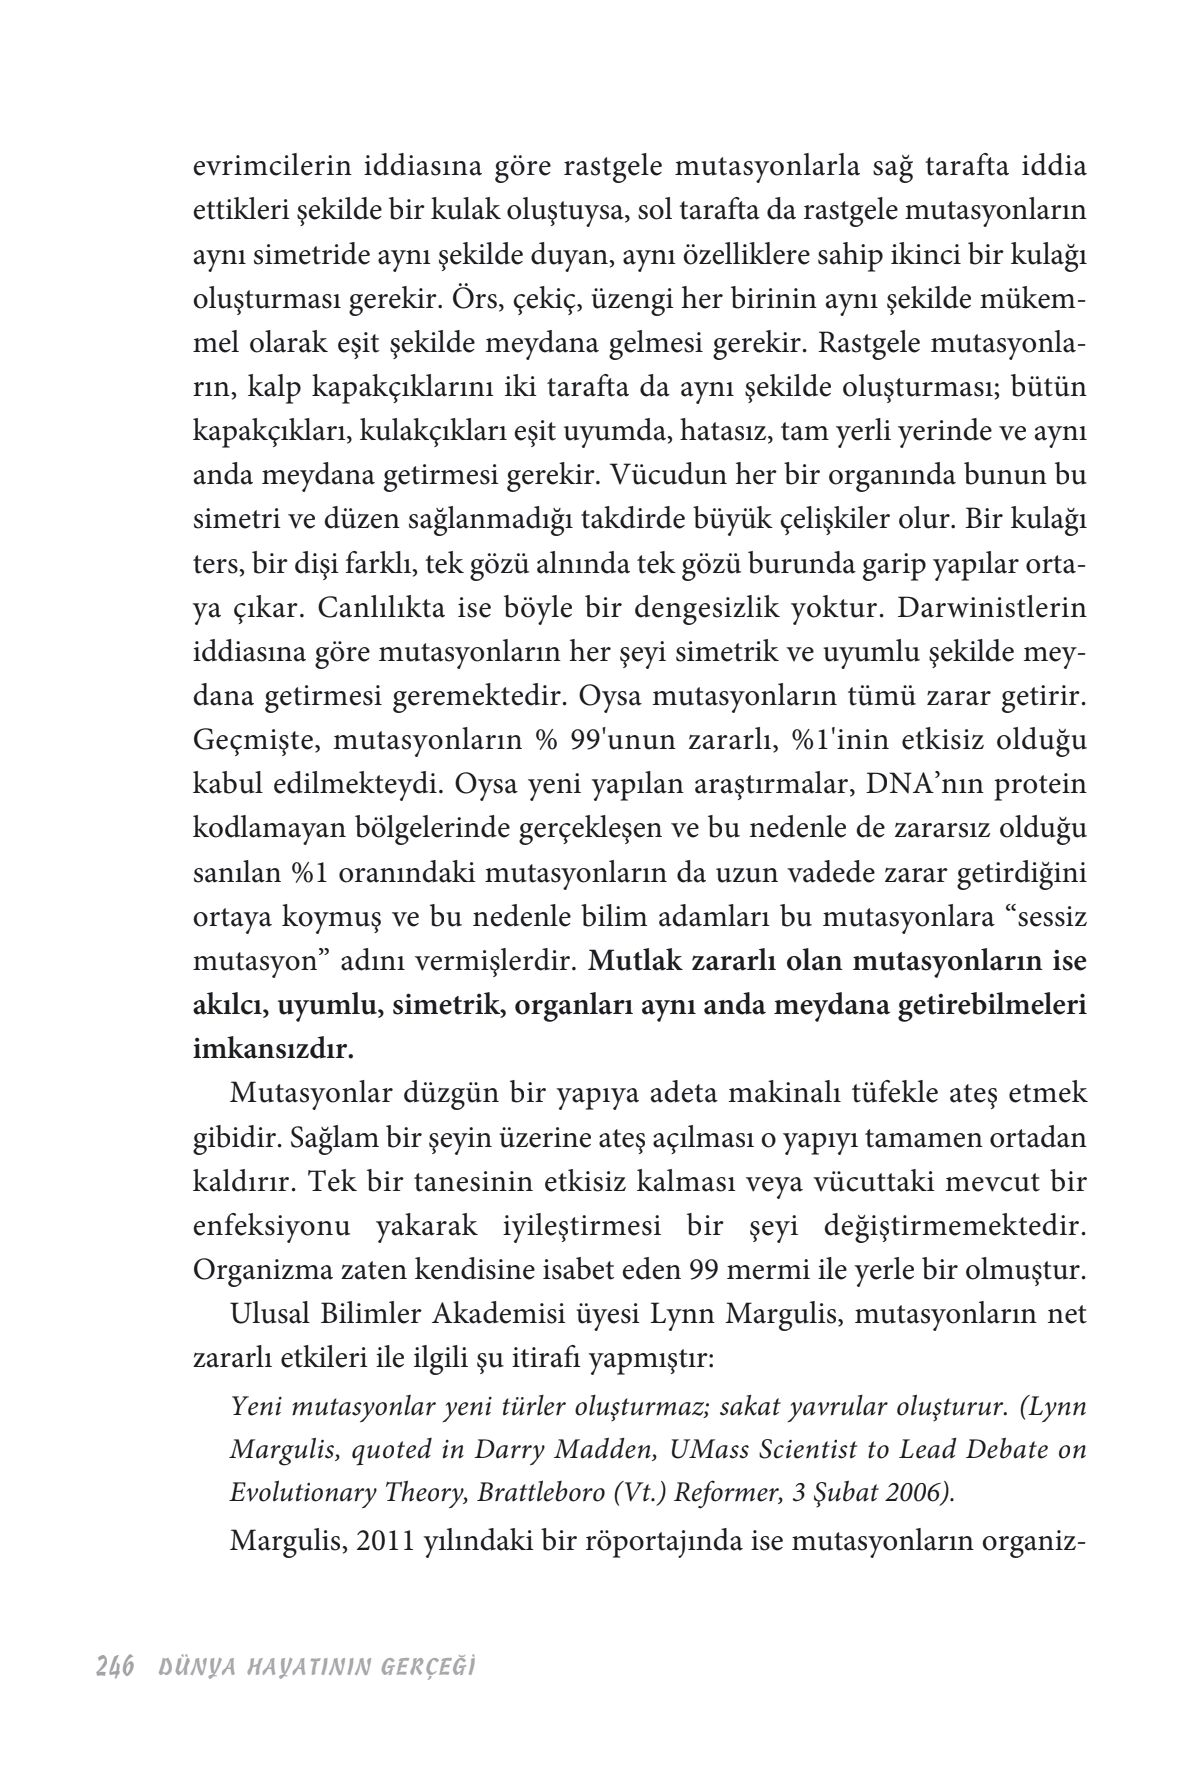 evrimcilerin iddiasına göre rastgele mutasyonlarla sağ tarafta iddia
ettikleri şekilde bir kulak oluştuysa, sol tarafta da rastgele mutasyonların
aynı simetride aynı şekilde duyan, aynı özelliklere sahip ikinci bir kulağı
oluşturması gerekir. Örs, çekiç, üzengi her birinin aynı şekilde mükem-
mel olarak eşit şekilde meydana gelmesi gerekir. Rastgele mutasyonla-
rın, kalp kapakçıklarını iki tarafta da aynı şekilde oluşturması; bütün
kapakçıkları, kulakçıkları eşit uyumda, hatasız, tam yerli yerinde ve aynı
anda meydana getirmesi gerekir. Vücudun her bir organında bunun bu
simetri ve düzen sağlanmadığı takdirde büyük çelişkiler olur. Bir kulağı
ters, bir dişi farklı, tek gözü alnında tek gözü burunda garip yapılar orta-
ya çıkar. Canlılıkta ise böyle bir dengesizlik yoktur. Darwinistlerin
iddiasına göre mutasyonların her şeyi simetrik ve uyumlu şekilde mey-
dana getirmesi geremektedir. Oysa mutasyonların tümü zarar getirir.
Geçmişte, mutasyonların % 99'unun zararlı, %1'inin etkisiz olduğu
kabul edilmekteydi. Oysa yeni yapılan araştırmalar, DNA’nın protein
kodlamayan bölgelerinde gerçekleşen ve bu nedenle de zararsız olduğu
sanılan %1 oranındaki mutasyonların da uzun vadede zarar getirdiğini
ortaya koymuş ve bu nedenle bilim adamları bu mutasyonlara “sessiz
mutasyon” adını vermişlerdir. Mutlak zararlı olan mutasyonların ise
akılcı, uyumlu, simetrik, organları aynı anda meydana getirebilmeleri
imkansızdır.
Mutasyonlar düzgün bir yapıya adeta makinalı tüfekle ateş etmek
gibidir. Sağlam bir şeyin üzerine ateş açılması o yapıyı tamamen ortadan
kaldırır. Tek bir tanesinin etkisiz kalması veya vücuttaki mevcut bir
enfeksiyonu yakarak iyileştirmesi bir şeyi değiştirmemektedir.
Organizma zaten kendisine isabet eden 99 mermi ile yerle bir olmuştur.
Ulusal Bilimler Akademisi üyesi Lynn Margulis, mutasyonların net
zararlı etkileri ile ilgili şu itirafı yapmıştır:
Yeni mutasyonlar yeni türler oluşturmaz; sakat yavrular oluşturur. (Lynn
Margulis, quoted in Darry Madden, UMass Scientist to Lead Debate on
Evolutionary Theory, Brattleboro (Vt.) Reformer, 3 Şubat 2006).
Margulis, 2011 yılındaki bir röportajında ise mutasyonların organiz-
246 DÜNYA HAYATININ GERÇEĞİ